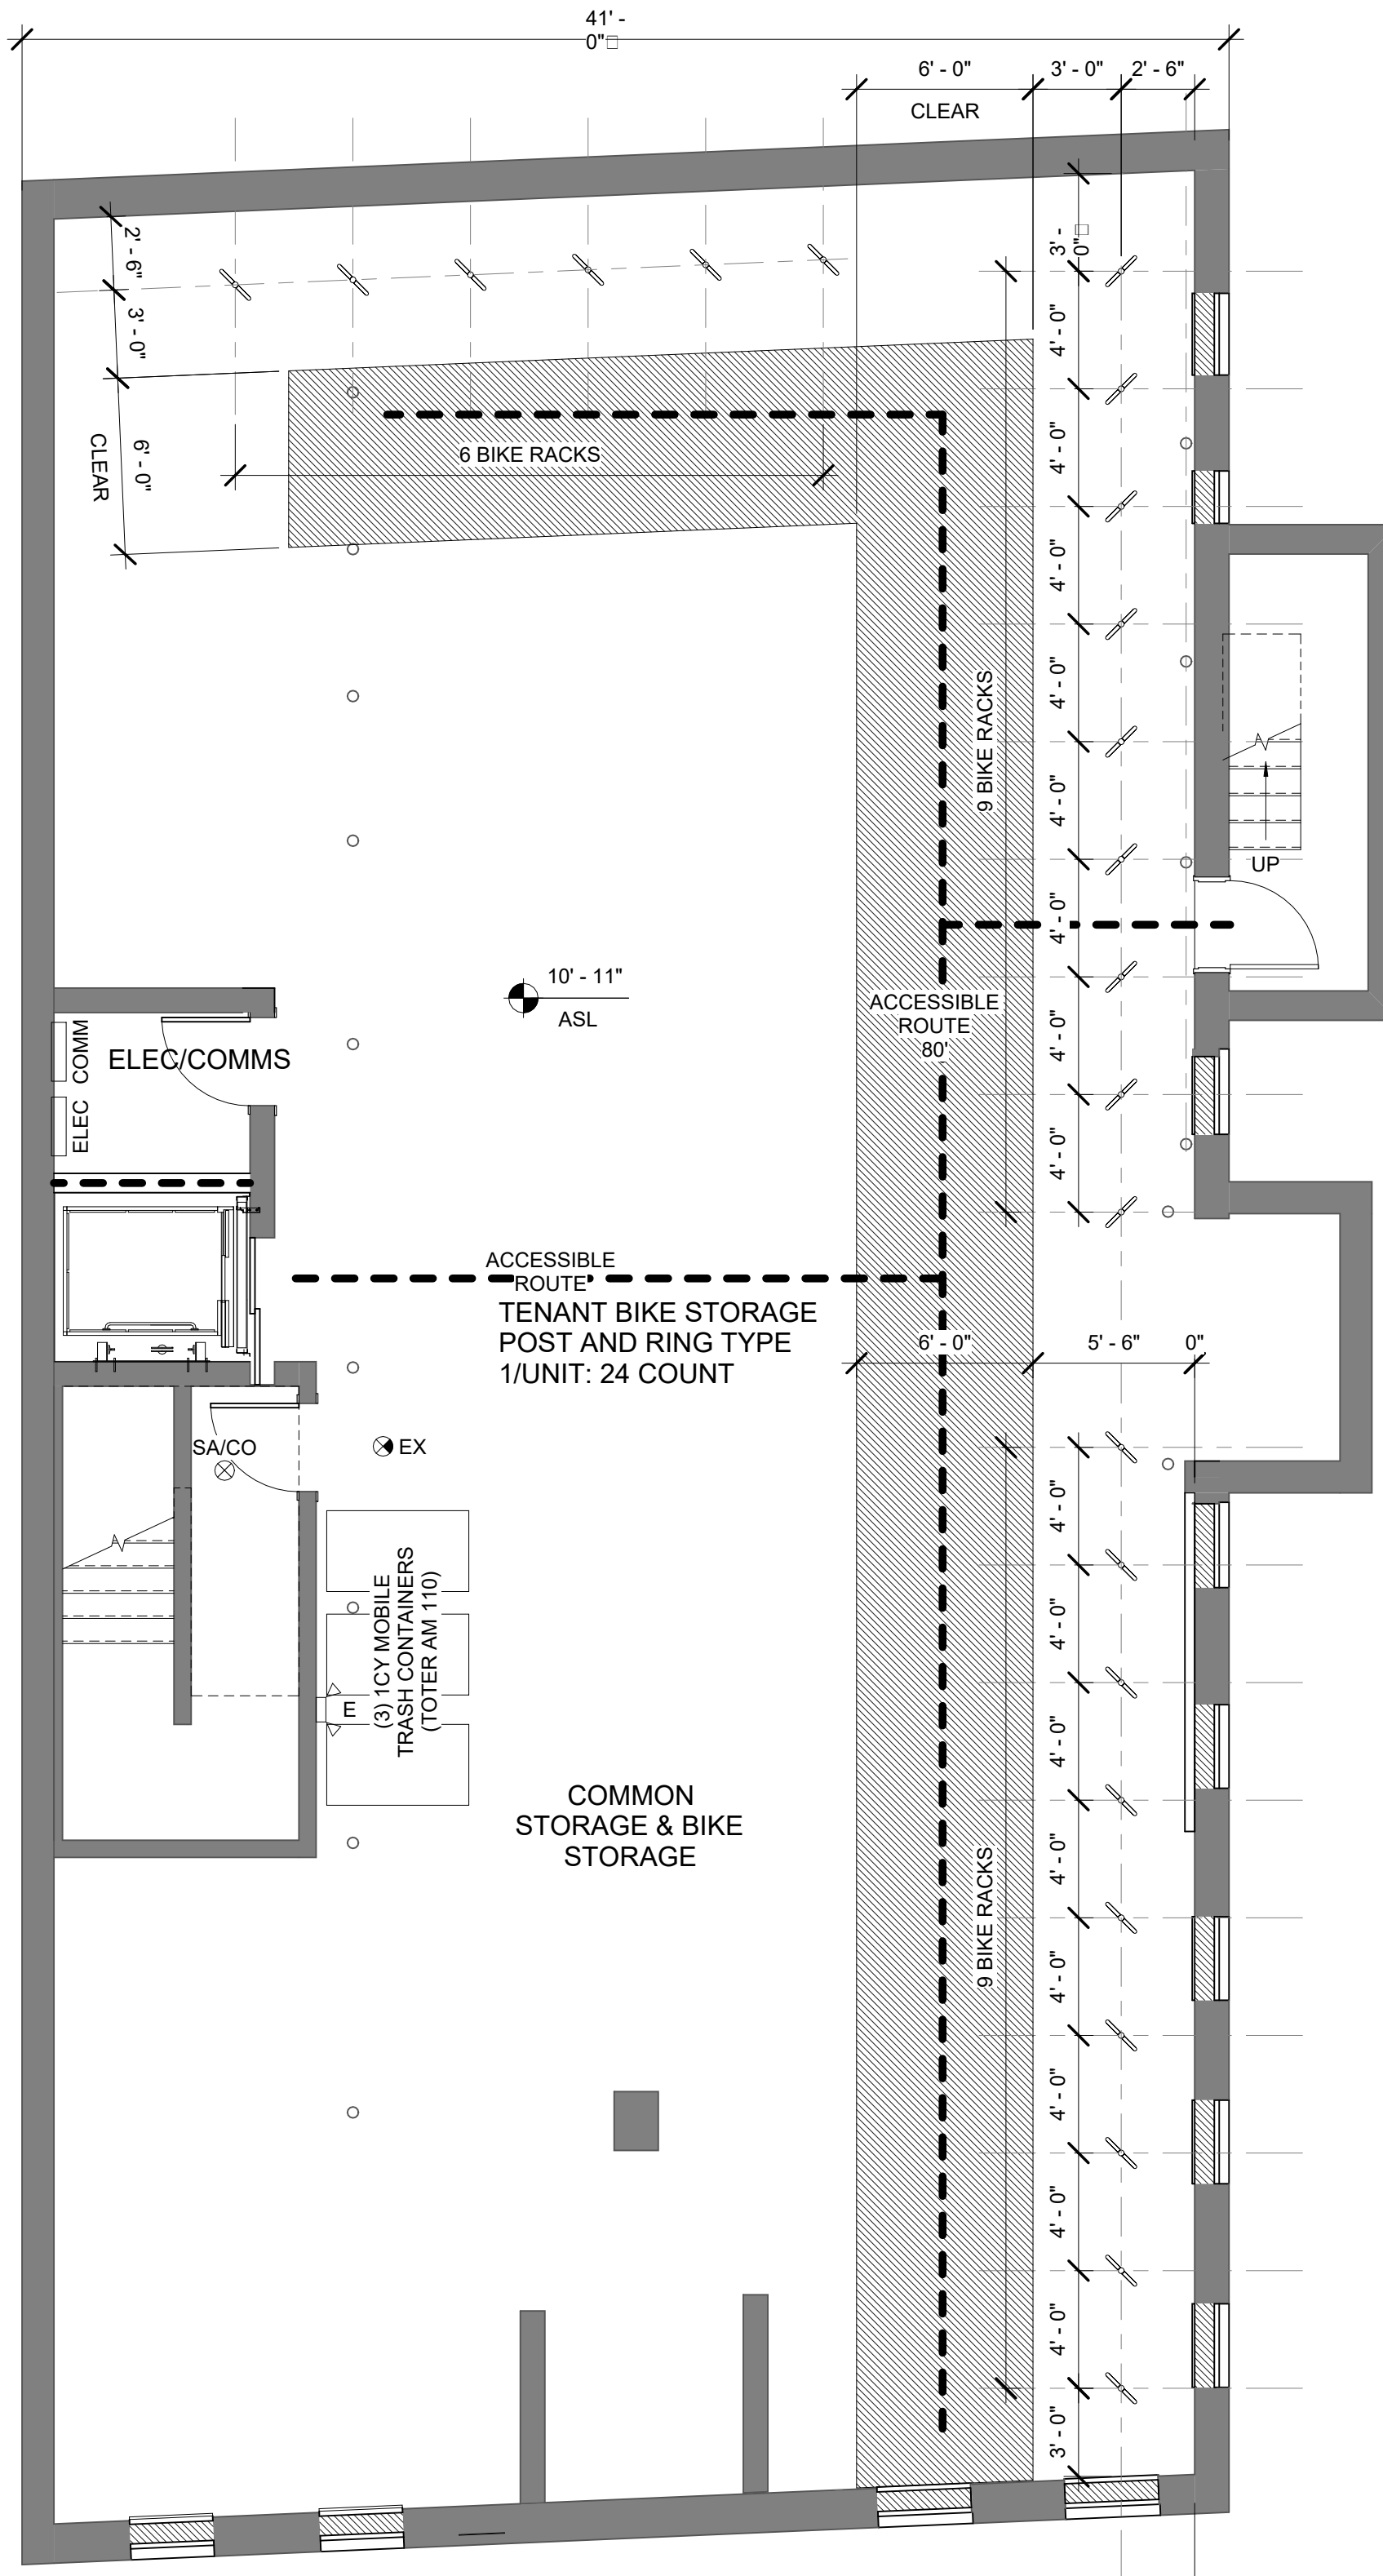 41' -
0"
6' - 0"
3' - 0"
2' - 6"
CLEAR
3' -
0"
2' - 6"
3' - 0"
6' - 0"
CLEAR
6 BIKE RACKS
4' - 0"
4' - 0"
4' - 0"
4' - 0"
4' - 0"
4' - 0"
4' - 0"
4' - 0"
9 BIKE RACKS
UP
10' - 11"
ASL
ACCESSIBLE
ROUTE
80'
COMM
ELEC
ELEC/COMMS
ACCESSIBLE
ROUTE
TENANT BIKE STORAGE
POST AND RING TYPE
1/UNIT: 24 COUNT
6' - 0"
5' - 6"
0"
SA/CO
EX
(3) 1CY MOBILE
TRASH CONTAINERS
(TOTER AM 110)
E
COMMON
STORAGE & BIKE
STORAGE
9 BIKE RACKS
4' - 0"
4' - 0"
4' - 0"
4' - 0"
4' - 0"
4' - 0"
4' - 0"
4' - 0"
3' - 0"